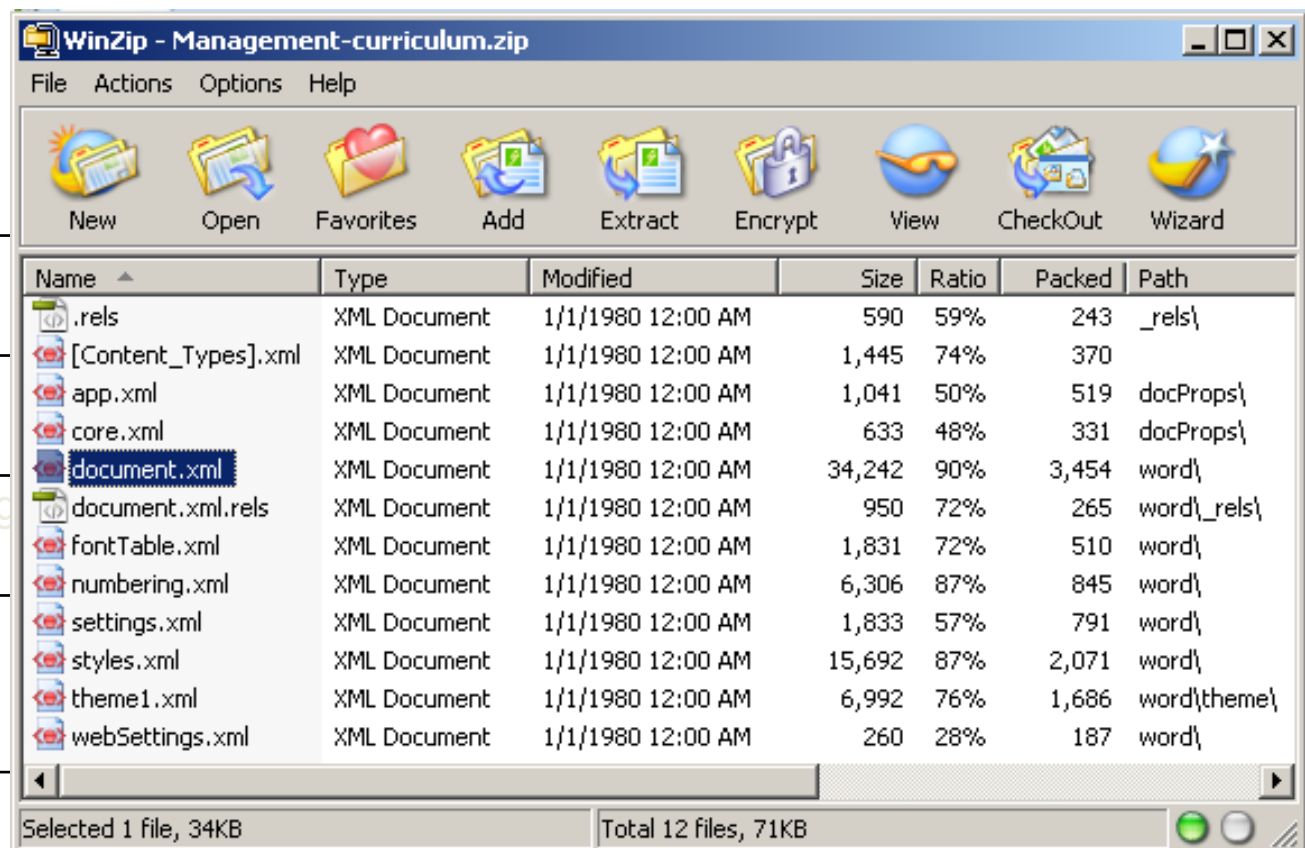 WinZip - Management-curriculum.zip
File Actions Options Help
New Open Favorites Add Extract Encrypt View CheckOut Wizard
Name Type Modified Size Ratio Packed Path
.rels XML Document 1/1/1980 12:00 AM 590 59% 243 _rels\
[Content_Types].xml XML Document 1/1/1980 12:00 AM 1,445 74% 370
app.xml XML Document 1/1/1980 12:00 AM 1,041 50% 519 docProps\
core.xml XML Document 1/1/1980 12:00 AM 633 48% 331 docProps\
document.xml XML Document 1/1/1980 12:00 AM 34,242 90% 3,454 word\
document.xml.rels XML Document 1/1/1980 12:00 AM 950 72% 265 word\_rels\
fontTable.xml XML Document 1/1/1980 12:00 AM 1,831 72% 510 word\
numbering.xml XML Document 1/1/1980 12:00 AM 6,306 87% 845 word\
settings.xml XML Document 1/1/1980 12:00 AM 1,833 57% 791 word\
styles.xml XML Document 1/1/1980 12:00 AM 15,692 87% 2,071 word\
theme1.xml XML Document 1/1/1980 12:00 AM 6,992 76% 1,686 word\theme\
webSettings.xml XML Document 1/1/1980 12:00 AM 260 28% 187 word\
Selected 1 file, 34KB Total 12 files, 71KB